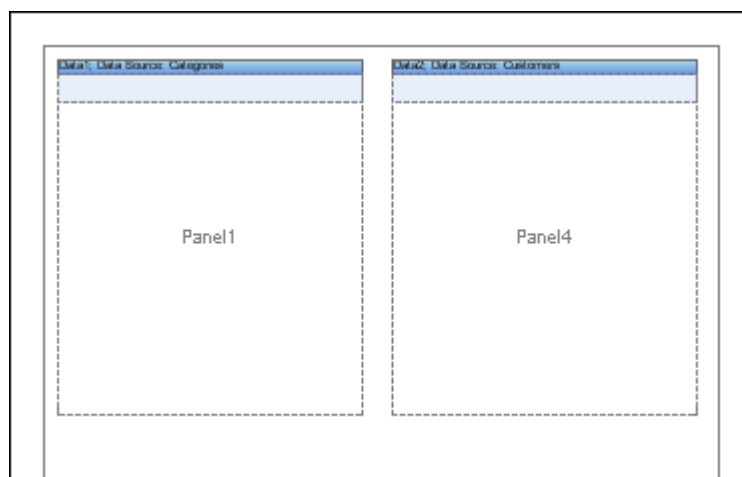 Data1; Data Source: Categories
Data2; Data Source: Customers
Panel1
Panel4